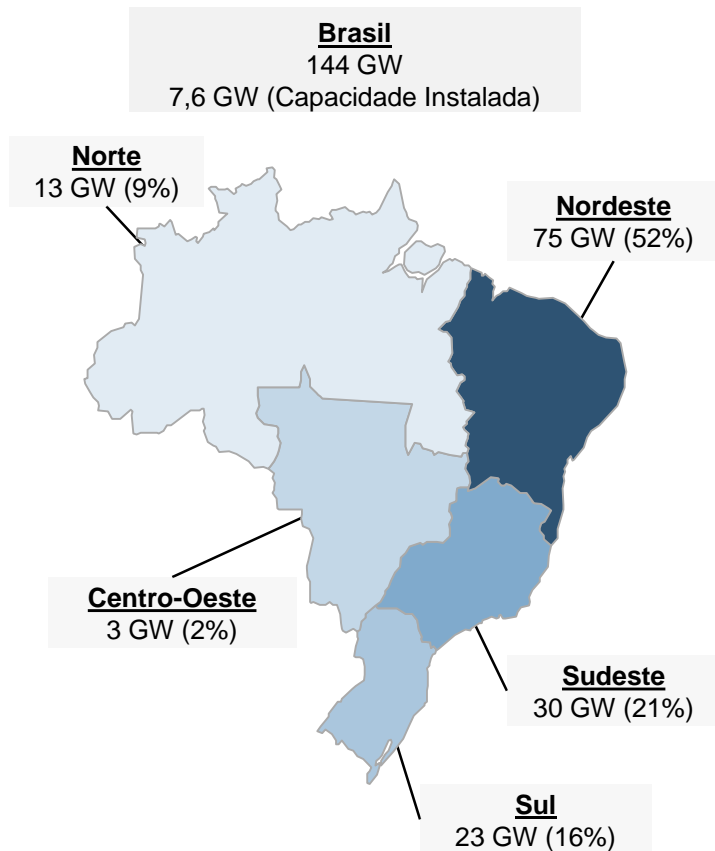 Brasil
144 GW
7,6 GW (Capacidade Instalada)
Norte
13 GW (9%)
Nordeste
75 GW (52%)
Centro-Oeste
3 GW (2%)
Sudeste
30 GW (21%)
Sul
23 GW (16%)